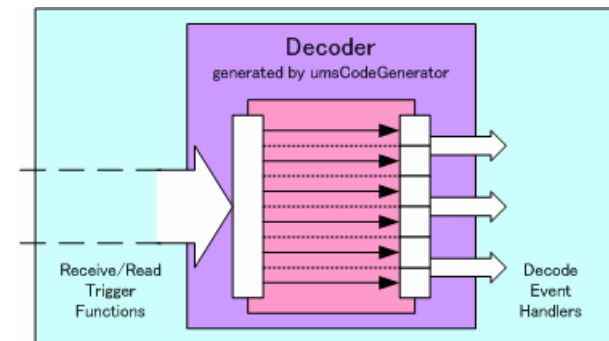 Decoder
generated by umsCodeGenerator
Receive/Read
Trigger
Functions
Decode
Event
Handlers